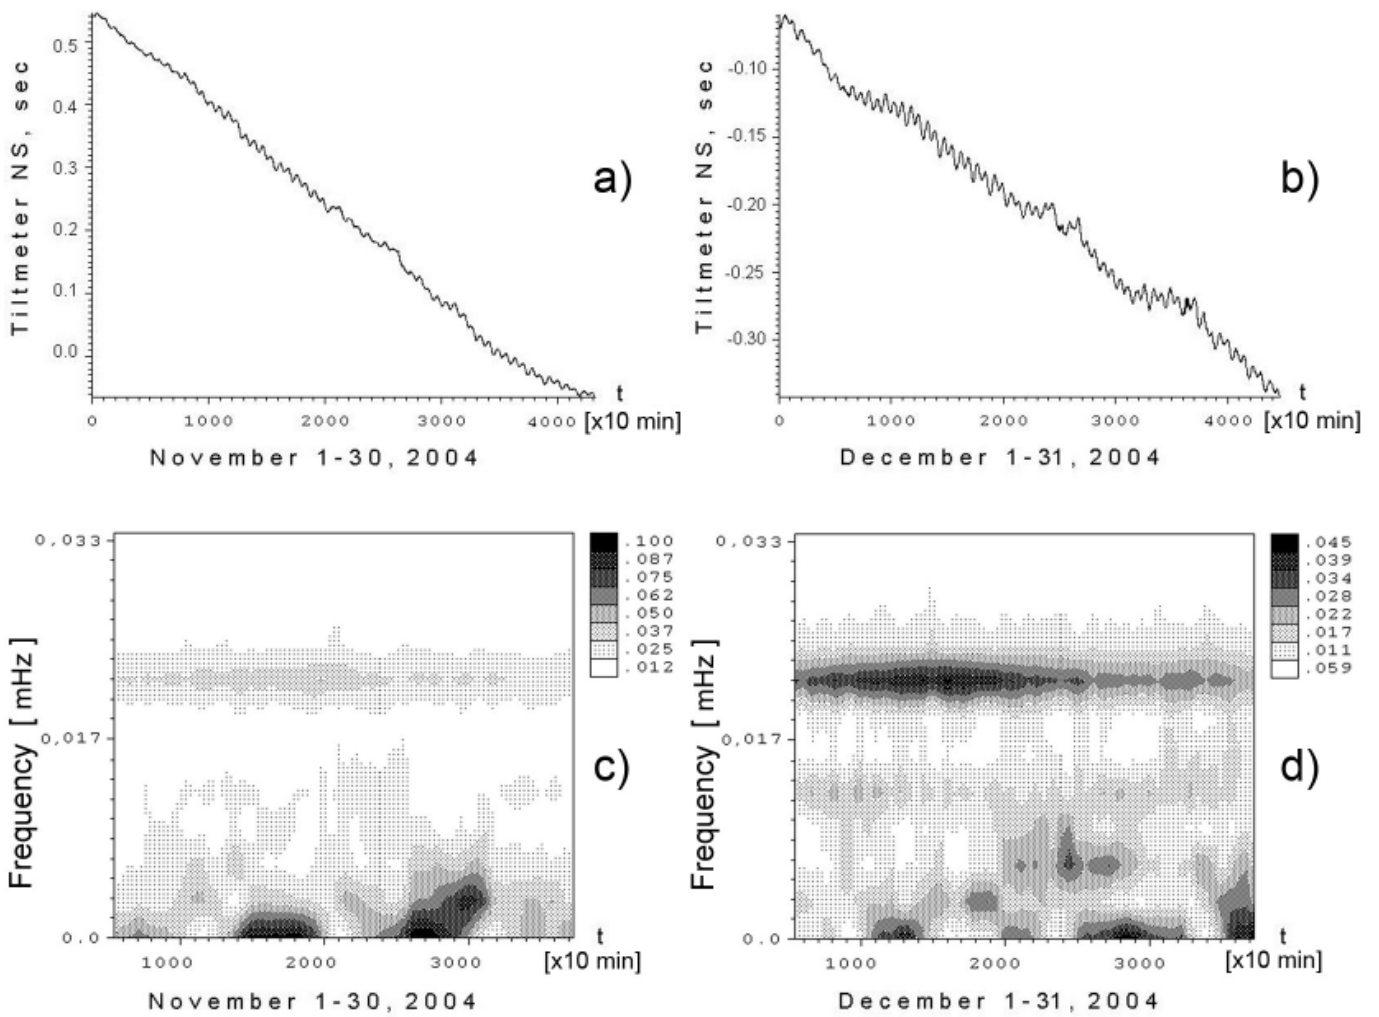 Tiltmeter NS, sec
0.5
0.4
0.3
0.2
0.1
0.0
a)
t
0 1000 2000 3000 4000 [x10 min]
November 1-30, 2004
Tiltmeter NS, sec
-0.10
-0.15
-0.20
-0.25
-0.30
b)
t
0 1000 2000 3000 4000 [x10 min]
December 1-31, 2004
Frequency [ mHz ]
0,033
0,017
0.0
.100
.087
.075
.062
.050
.037
.025
.012
c)
t
1000 2000 3000 [x10 min]
November 1-30, 2004
Frequency [ mHz ]
0,033
0,017
0.0
.045
.039
.034
.028
.022
.017
.011
.059
d)
t
1000 2000 3000 [x10 min]
December 1-31, 2004